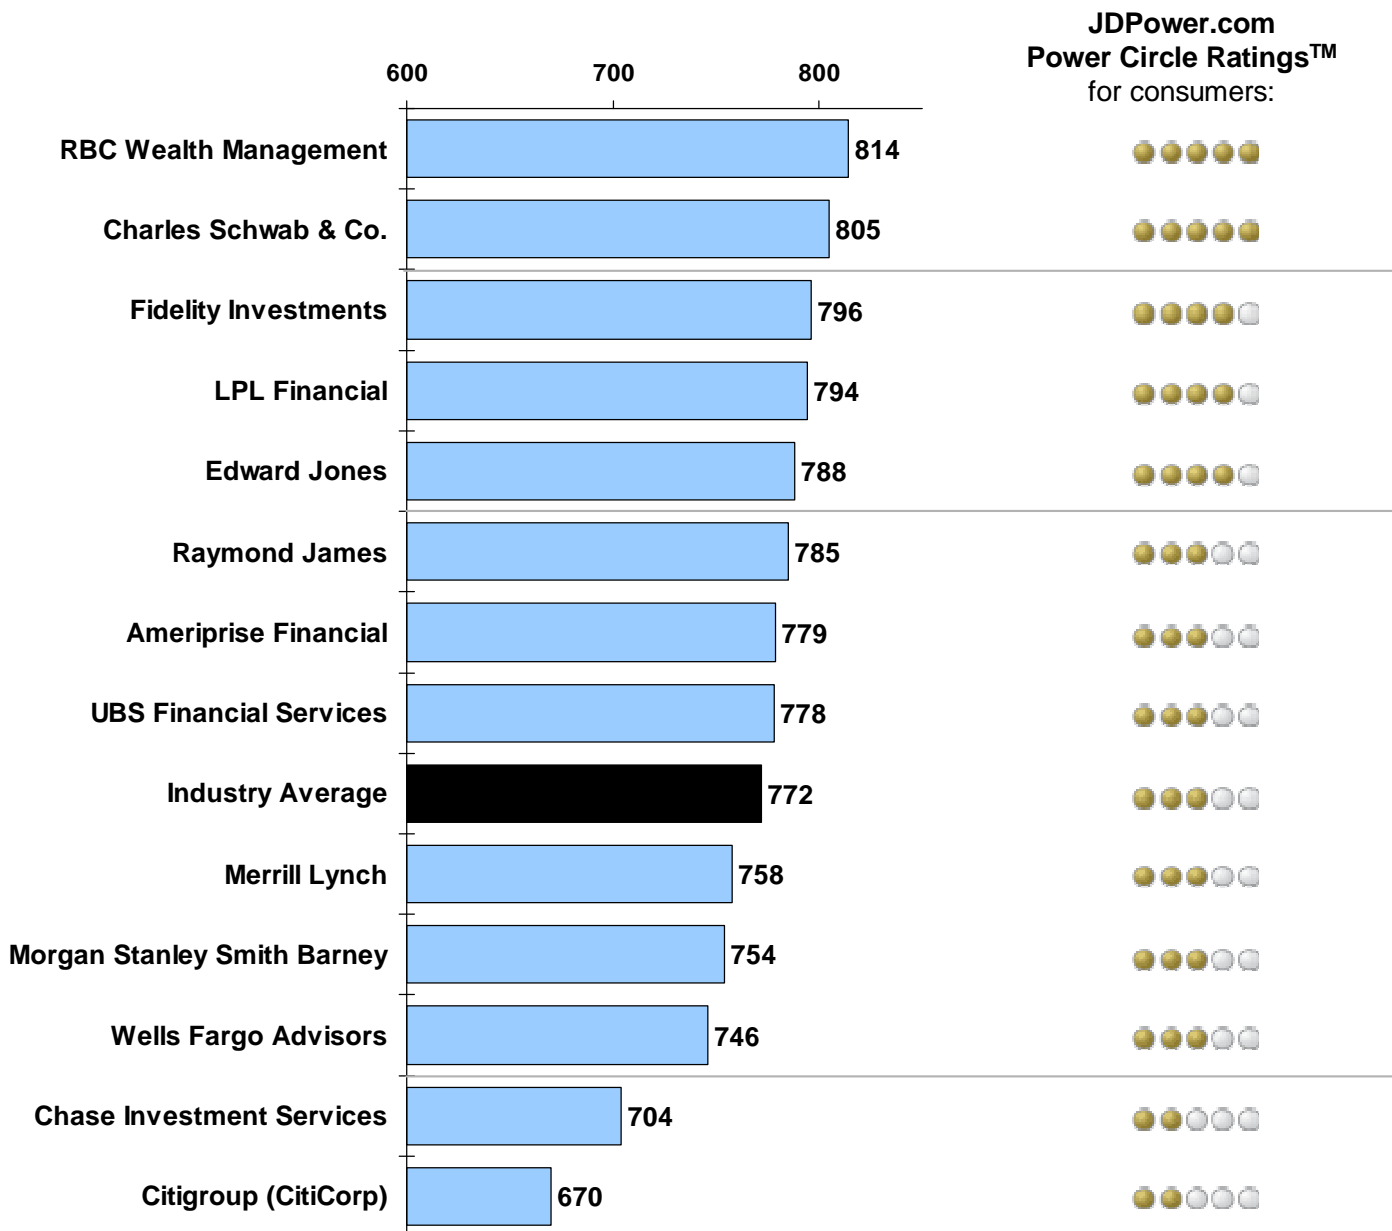 JDPower.com
Power Circle Ratings™
for consumers:
600 700 800
RBC Wealth Management 814
Charles Schwab & Co. 805
Fidelity Investments 796
LPL Financial 794
Edward Jones 788
Raymond James 785
Ameriprise Financial 779
UBS Financial Services 778
Industry Average 772
Merrill Lynch 758
Morgan Stanley Smith Barney 754
Wells Fargo Advisors 746
Chase Investment Services 704
Citigroup (CitiCorp) 670